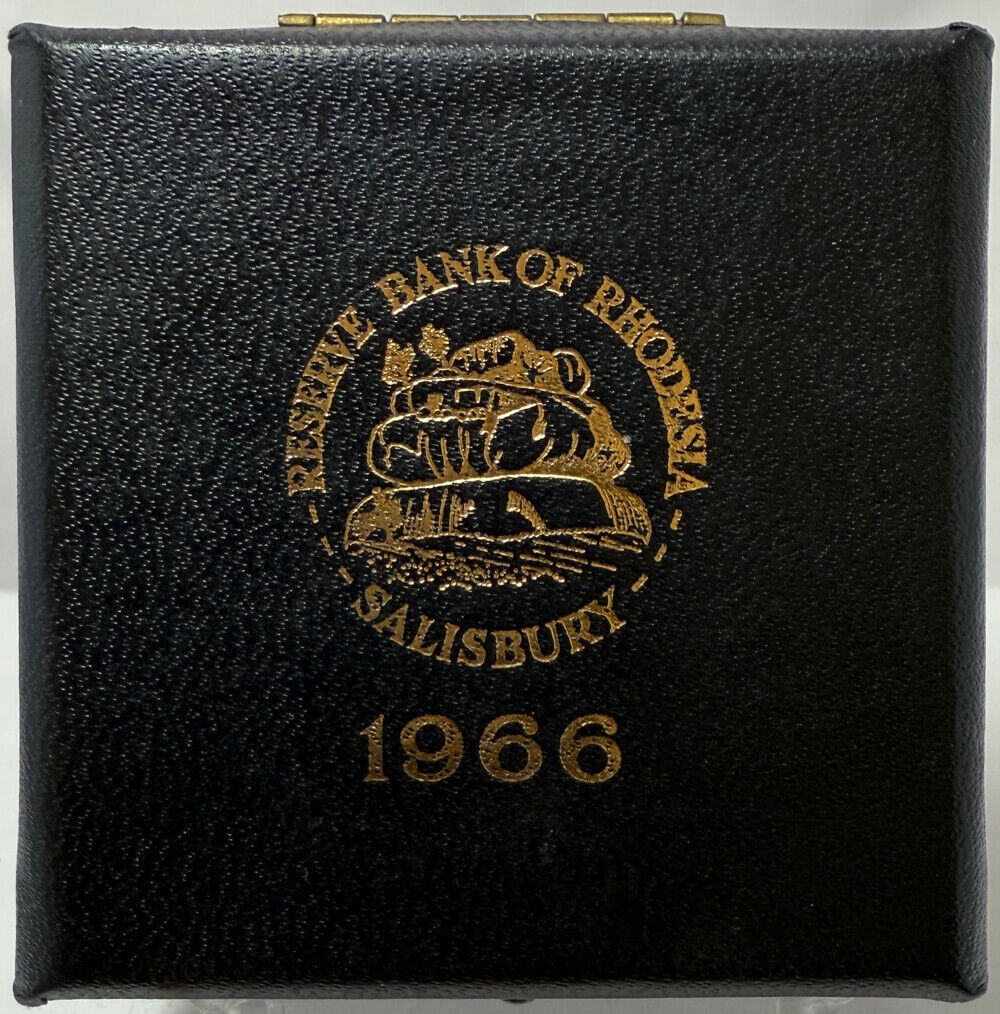 RESERVE BANK OF RHODESIA
- - SALISBURY - - -
1966